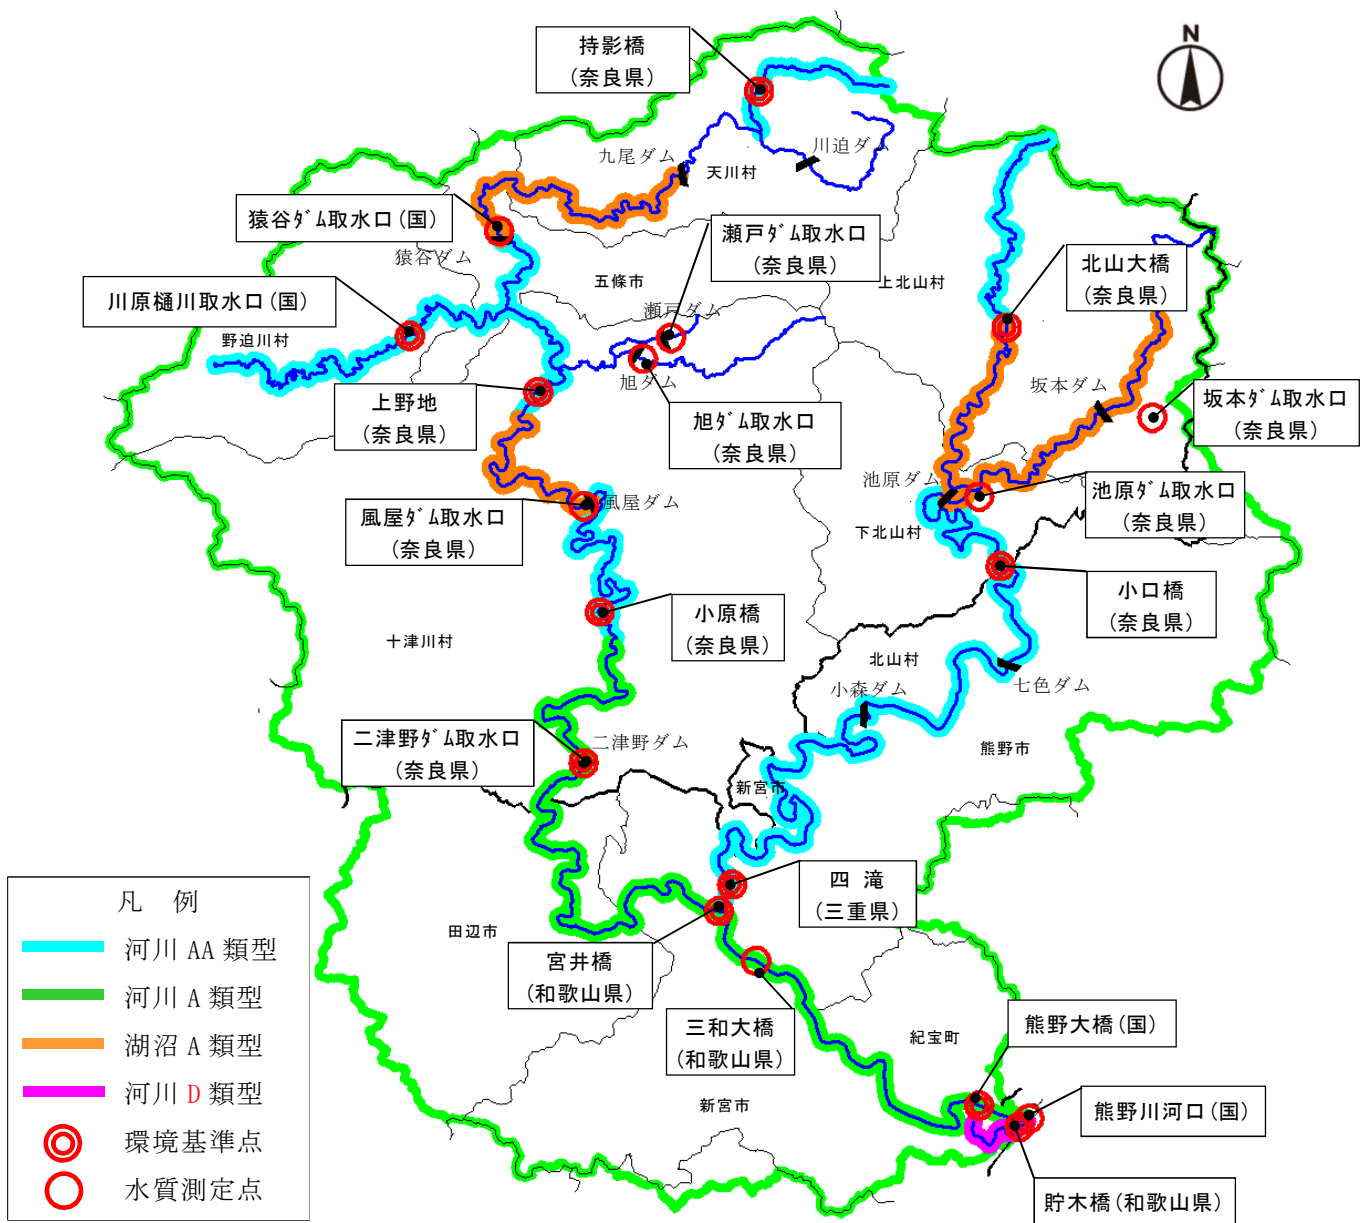 N
持影橋
(奈良県)
川迫ダム
九尾ダム
天川村
猿谷ダム取水口(国)
瀬戸ダム取水口
(奈良県)
猿谷ダム
北山大橋
(奈良県)
五條市
上北山村
川原樋川取水口(国)
瀬戸ダム
野迫川村
旭ダム
坂本ダム
坂本ダム取水口
(奈良県)
上野地
(奈良県)
旭ダム取水口
(奈良県)
池原ダム
池原ダム取水口
(奈良県)
風屋ダム
風屋ダム取水口
(奈良県)
下北山村
小口橋
(奈良県)
小原橋
(奈良県)
十津川村
北山村
七色ダム
小森ダム
二津野ダム取水口
(奈良県)
二津野ダム
熊野市
新宮市
四 滝
(三重県)
凡 例
河川 AA 類型
河川 A 類型
湖沼 A 類型
河川 D 類型
環境基準点
水質測定点
田辺市
宮井橋
(和歌山県)
三和大橋
(和歌山県)
熊野大橋(国)
紀宝町
新宮市
熊野川河口(国)
貯木橋(和歌山県)